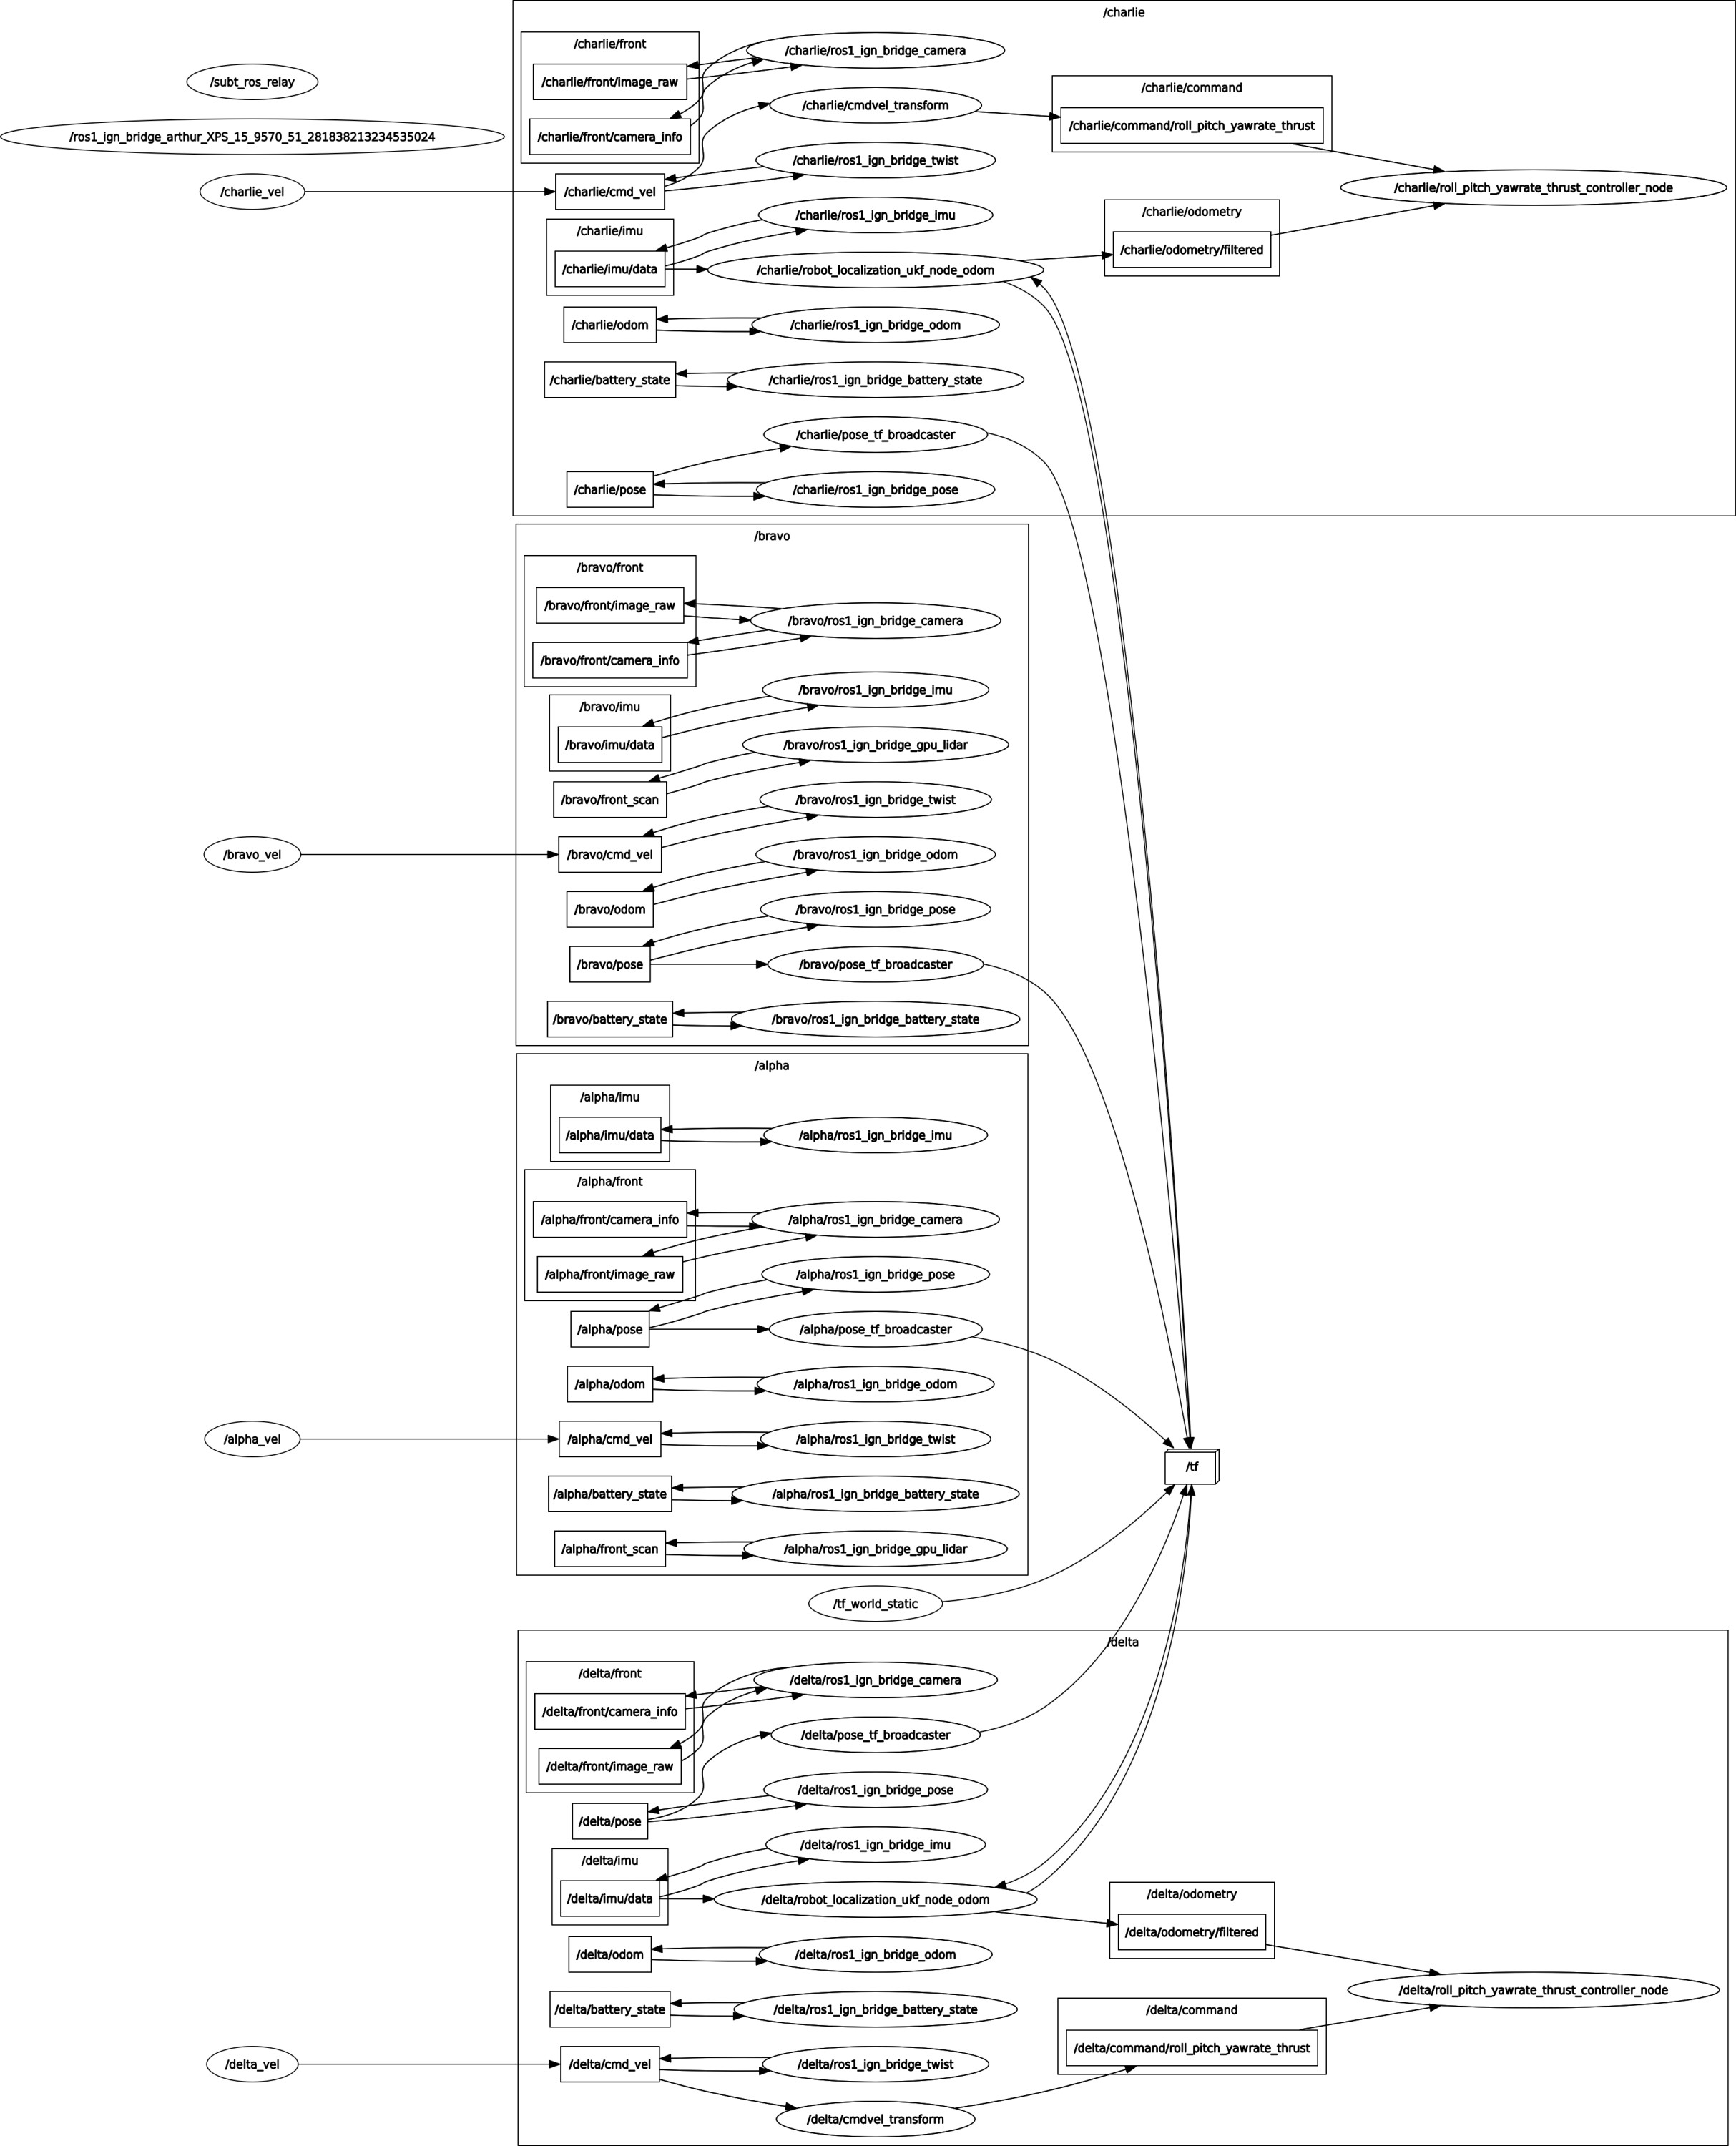 /charlie
/charlie/front
/charlie/ros1_ign_bridge_camera
/subt_ros_relay
/charlie/front/image_raw
/charlie/command
/charlie/cmdvel_transform
/charlie/command/roll_pitch_yawrate_thrust
/ros1_ign_bridge_arthur_XPS_15_9570_51_281838213234535024
/charlie/front/camera_info
/charlie/ros1_ign_bridge_twist
/charlie_vel
/charlie/cmd_vel
/charlie/roll_pitch_yawrate_thrust_controller_node
/charlie/ros1_ign_bridge_imu
/charlie/odometry
/charlie/imu
/charlie/odometry/filtered
/charlie/imu/data
/charlie/robot_localization_ukf_node_odom
/charlie/odom
/charlie/ros1_ign_bridge_odom
/charlie/battery_state
/charlie/ros1_ign_bridge_battery_state
/charlie/pose_tf_broadcaster
/charlie/pose
/charlie/ros1_ign_bridge_pose
/bravo
/bravo/front
/bravo/front/image_raw
/bravo/ros1_ign_bridge_camera
/bravo/front/camera_info
/bravo/ros1_ign_bridge_imu
/bravo/imu
/bravo/imu/data
/bravo/ros1_ign_bridge_gpu_lidar
/bravo/front_scan
/bravo/ros1_ign_bridge_twist
/bravo_vel
/bravo/cmd_vel
/bravo/ros1_ign_bridge_odom
/bravo/odom
/bravo/ros1_ign_bridge_pose
/bravo/pose
/bravo/pose_tf_broadcaster
/bravo/battery_state
/bravo/ros1_ign_bridge_battery_state
/alpha
/alpha/imu
/alpha/imu/data
/alpha/ros1_ign_bridge_imu
/alpha/front
/alpha/front/camera_info
/alpha/ros1_ign_bridge_camera
/alpha/front/image_raw
/alpha/ros1_ign_bridge_pose
/alpha/pose
/alpha/pose_tf_broadcaster
/alpha/odom
/alpha/ros1_ign_bridge_odom
/alpha_vel
/alpha/cmd_vel
/alpha/ros1_ign_bridge_twist
/tf
/alpha/battery_state
/alpha/ros1_ign_bridge_battery_state
/alpha/front_scan
/alpha/ros1_ign_bridge_gpu_lidar
/tf_world_static
/delta
/delta/front
/delta/ros1_ign_bridge_camera
/delta/front/camera_info
/delta/pose_tf_broadcaster
/delta/front/image_raw
/delta/ros1_ign_bridge_pose
/delta/pose
/delta/ros1_ign_bridge_imu
/delta/imu
/delta/imu/data
/delta/robot_localization_ukf_node_odom
/delta/odometry
/delta/odometry/filtered
/delta/odom
/delta/ros1_ign_bridge_odom
/delta/roll_pitch_yawrate_thrust_controller_node
/delta/battery_state
/delta/ros1_ign_bridge_battery_state
/delta/command
/delta/command/roll_pitch_yawrate_thrust
/delta_vel
/delta/cmd_vel
/delta/ros1_ign_bridge_twist
/delta/cmdvel_transform